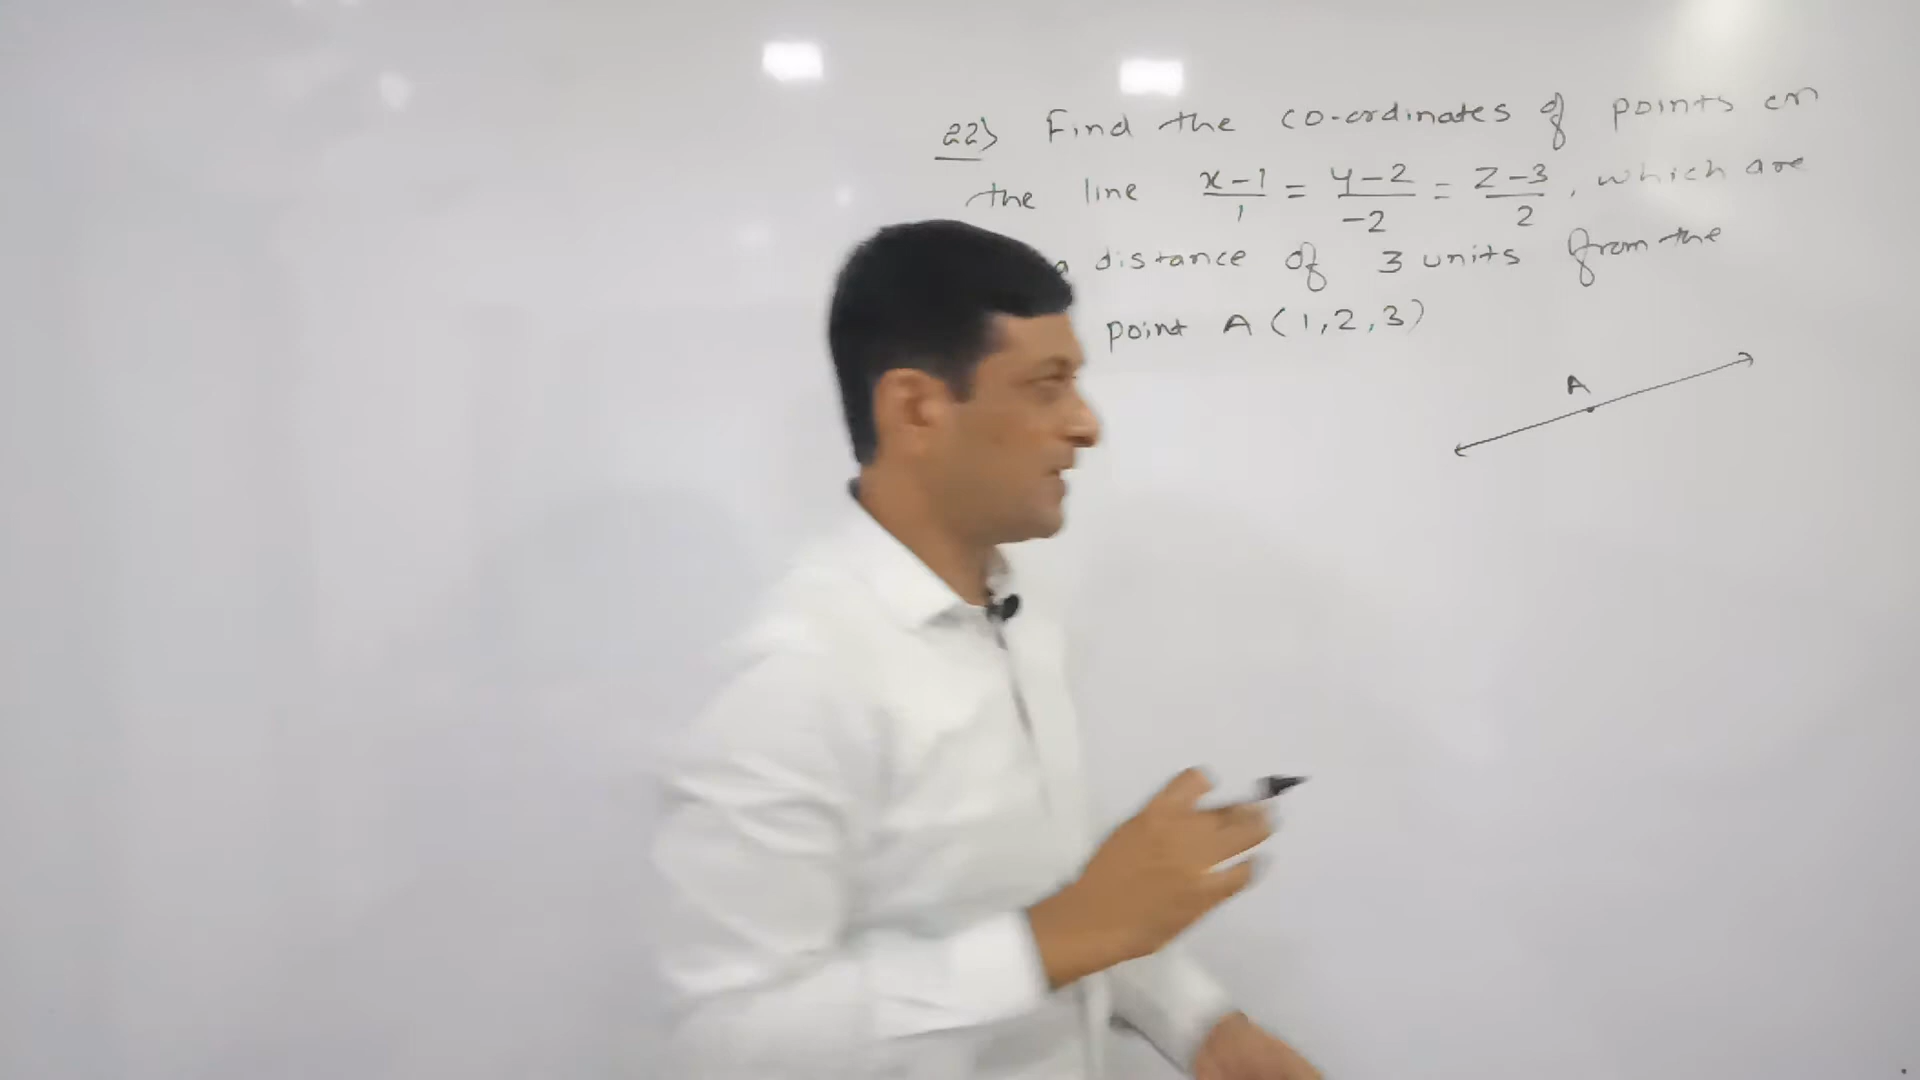 22) Find the co-ordinates of points on
the line x-1/1 = y-2/-2 = z-3/2, which are
a distance of 3 units from the
point A (1,2,3)
A